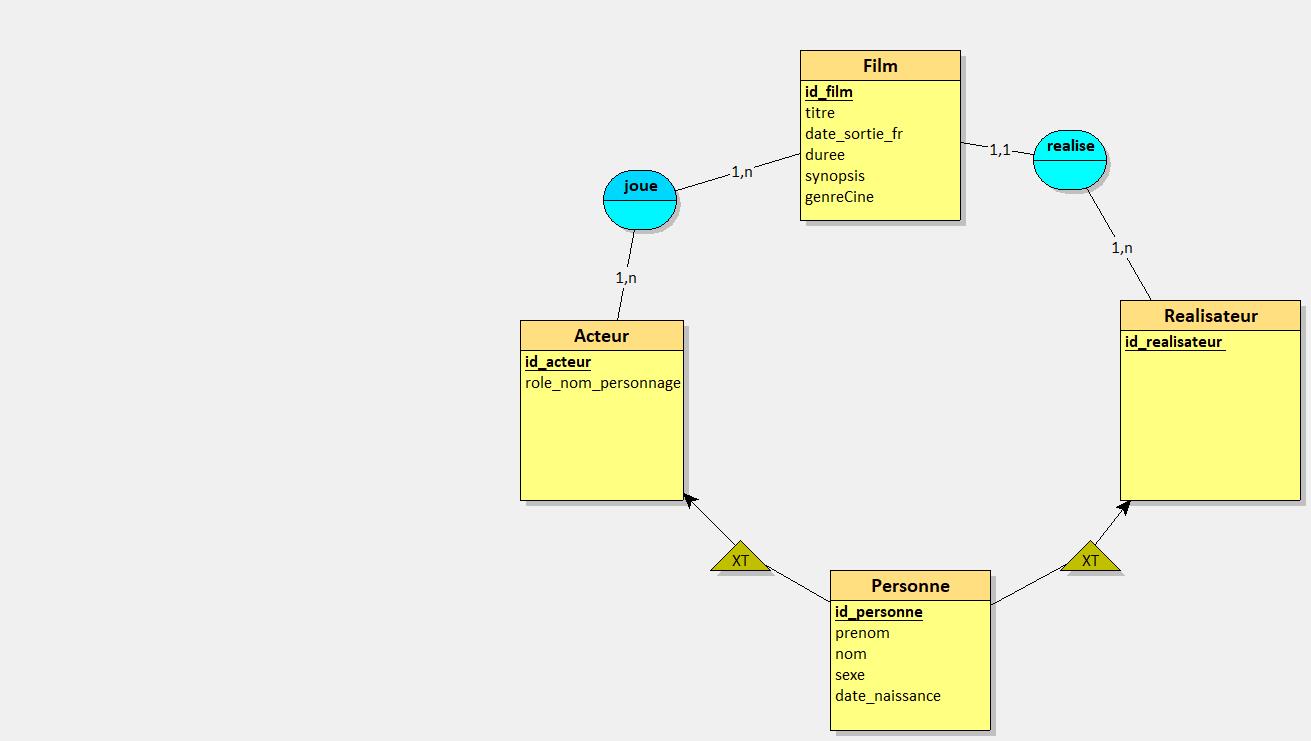 Film
id_film
titre
date_sortie_fr
duree
synopsis
genreCine
1,1
realise
1,n
joue
1,n
1,n
Acteur
id_acteur
role_nom_personnage
Realisateur
id_realisateur
XT
XT
Personne
id_personne
prenom
nom
sexe
date_naissance